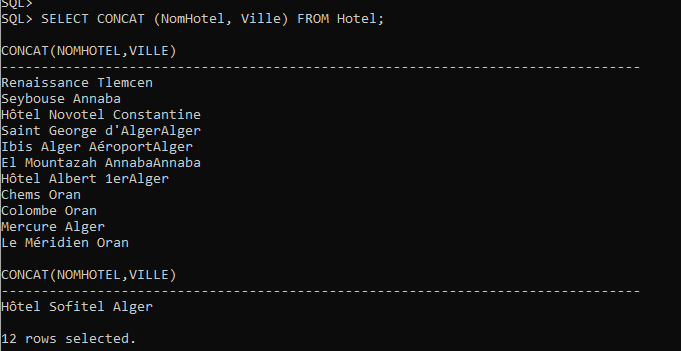 SQL>
SQL> SELECT CONCAT (NomHotel, Ville) FROM Hotel;
CONCAT(NOMHOTEL,VILLE)
--------------------------------------------------------------------------------
Renaissance Tlemcen
Seybouse Annaba
Hôtel Novotel Constantine
Saint George d'AlgerAlger
Ibis Alger AéroportAlger
El Mountazah AnnabaAnnaba
Hôtel Albert 1erAlger
Chems Oran
Colombe Oran
Mercure Alger
Le Méridien Oran
CONCAT(NOMHOTEL,VILLE)
--------------------------------------------------------------------------------
Hôtel Sofitel Alger
12 rows selected.